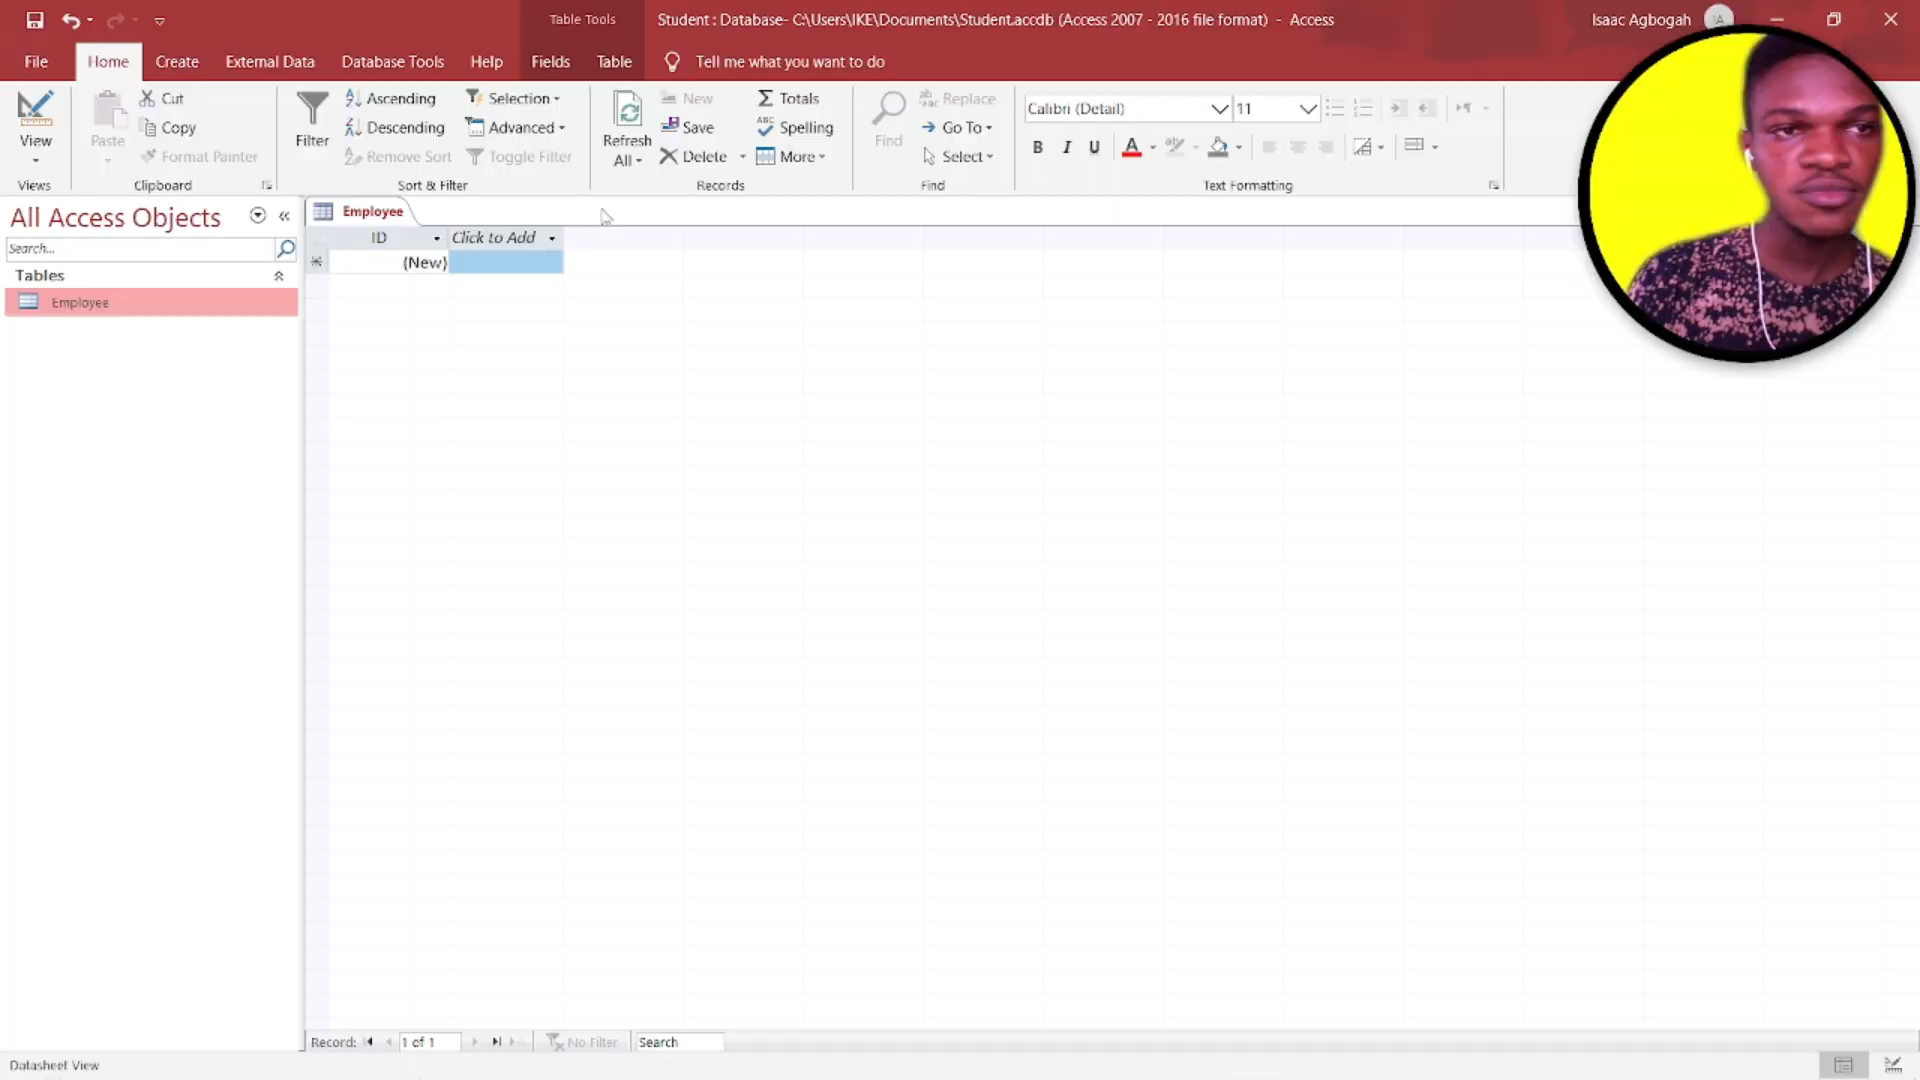 Table Tools
Student : Database- C:\Users\IKE\Documents\Student.accdb (Access 2007 - 2016 file format) - Access
Isaac Agbogah
IA
File Home Create External Data Database Tools Help Fields Table Tell me what you want to do
View
Views
Paste
Cut
Copy
Format Painter
Clipboard
Filter
Ascending
Descending
Remove Sort
Selection
Advanced
Toggle Filter
Sort & Filter
Refresh
All
New
Save
Delete
Totals
Spelling
More
Records
Find
Replace
Go To
Select
Find
Calibri (Detail) 11
B I U A
Text Formatting
All Access Objects
Search...
Tables
Employee
Employee
ID Click to Add
(New)
Record: 1 of 1 No Filter Search
Datasheet View